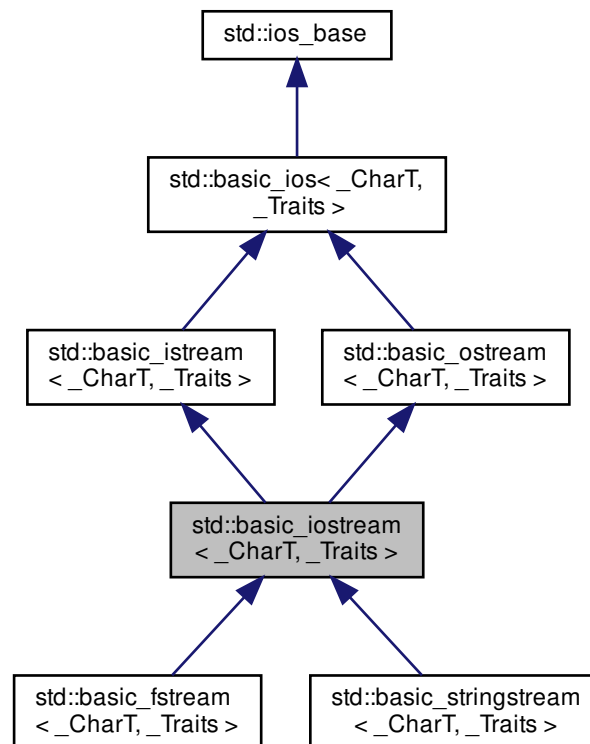 std::ios_base
std::basic_ios< _CharT,
_Traits >
std::basic_istream
< _CharT, _Traits >
std::basic_ostream
< _CharT, _Traits >
std::basic_iostream
< _CharT, _Traits >
std::basic_fstream
< _CharT, _Traits >
std::basic_stringstream
< _CharT, _Traits >